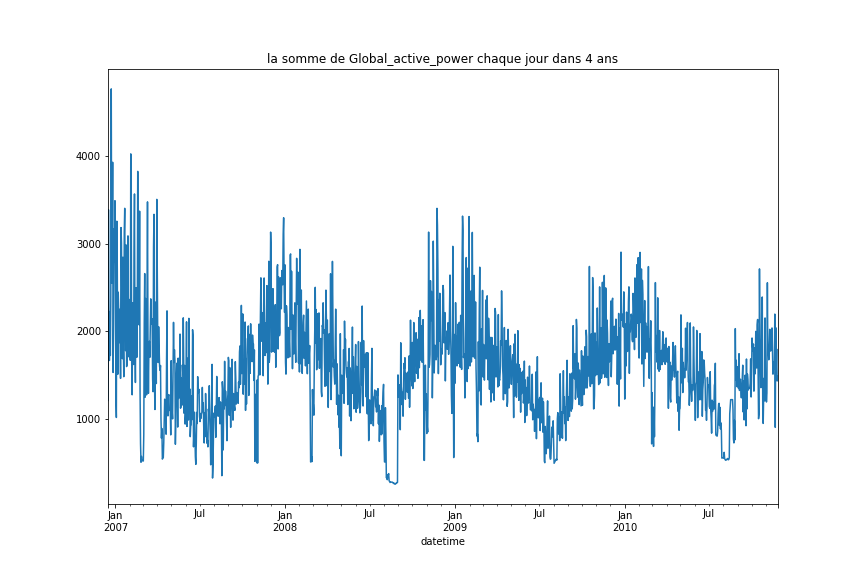 la somme de Global_active_power chaque jour dans 4 ans
4000
3000
2000
1000
Jan Jul Jan Jul Jan Jul Jan Jul
2007 2008 2009 2010
datetime